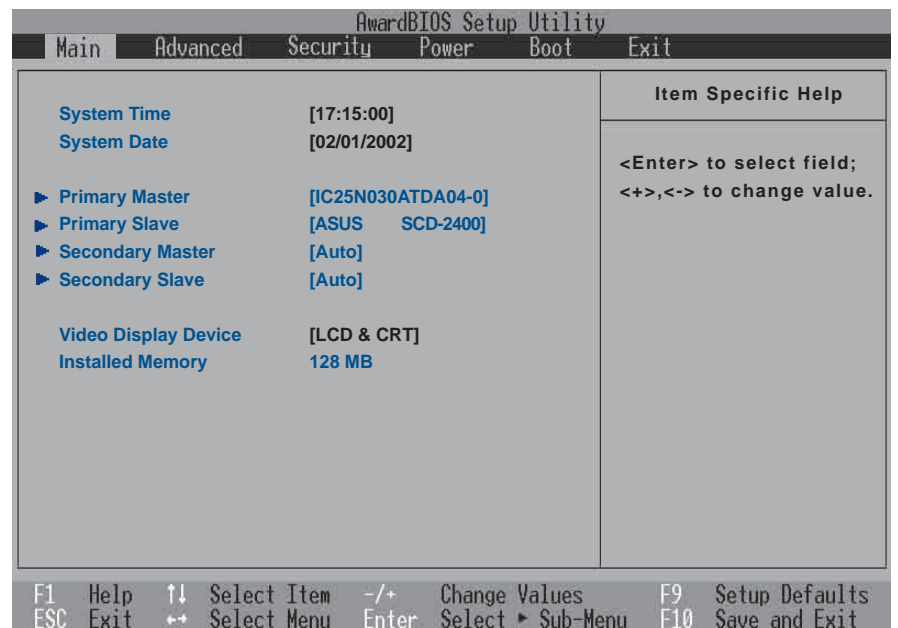 AwardBIOS Setup Utility
Main Advanced Security Power Boot Exit
Item Specific Help
System Time [17:15:00]
System Date [02/01/2002]
<Enter> to select field;
<+>,<-> to change value.
▶ Primary Master [IC25N030ATDA04-0]
▶ Primary Slave [ASUS SCD-2400]
▶ Secondary Master [Auto]
▶ Secondary Slave [Auto]
Video Display Device [LCD & CRT]
Installed Memory 128 MB
F1 Help ↑↓ Select Item -/+ Change Values F9 Setup Defaults
ESC Exit ←→ Select Menu Enter Select ▶ Sub-Menu F10 Save and Exit